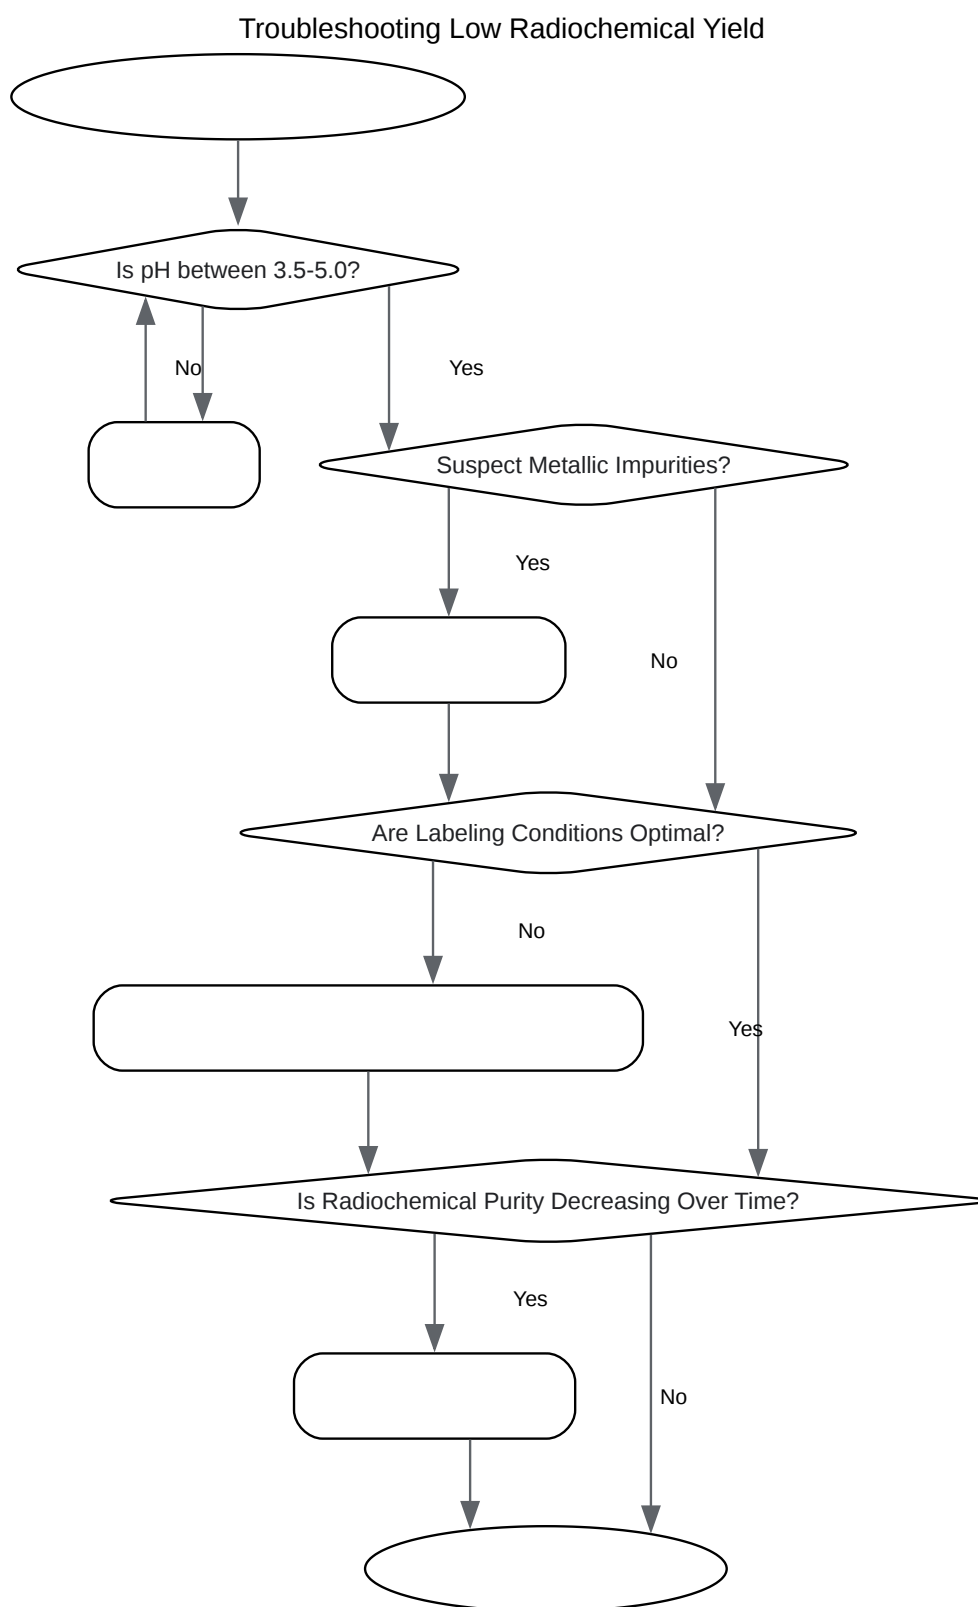 Troubleshooting Low Radiochemical Yield
Is pH between 3.5-5.0?
No
Yes
Suspect Metallic Impurities?
Yes
No
Are Labeling Conditions Optimal?
No
Yes
Is Radiochemical Purity Decreasing Over Time?
Yes
No